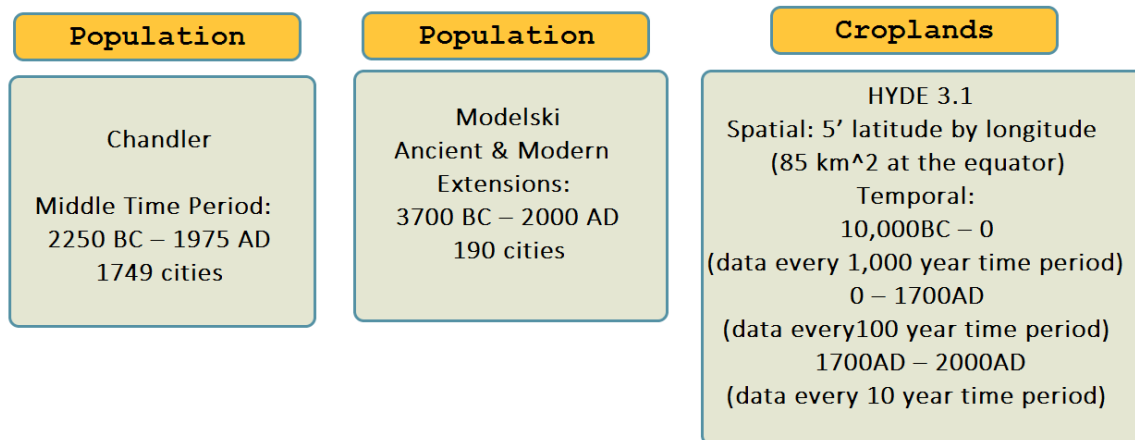 Population
Chandler
Middle Time Period:
2250 BC – 1975 AD
1749 cities
Population
Modelski
Ancient & Modern
Extensions:
3700 BC – 2000 AD
190 cities
Croplands
HYDE 3.1
Spatial: 5’ latitude by longitude
(85 km^2 at the equator)
Temporal:
10,000BC – 0
(data every 1,000 year time period)
0 – 1700AD
(data every100 year time period)
1700AD – 2000AD
(data every 10 year time period)